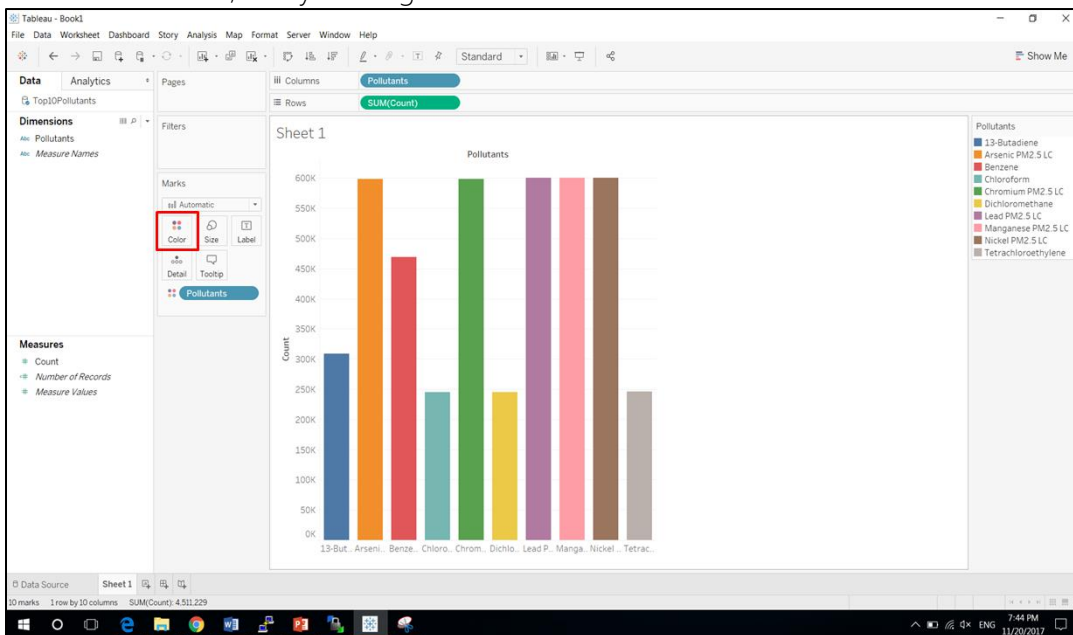 Tableau - Book1
File Data Worksheet Dashboard Story Analysis Map Format Server Window Help
Standard
Show Me
Data Analytics Pages iii Columns Pollutants
Top10Pollutants Rows SUM(Count)
Dimensions Filters Sheet 1 Pollutants
Abc Pollutants
Abc Measure Names
Marks
Automatic
Color Size Label
Detail Tooltip
Pollutants
Measures
Count
Number of Records
Measure Values
Pollutants
600K
550K
500K
450K
400K
350K
300K
250K
200K
150K
100K
50K
0K
Count
13-But.. Arseni.. Benze.. Chloro.. Chrom.. Dichlo.. Lead P.. Manga.. Nickel .. Tetrac..
13-Butadiene
Arsenic PM2.5 LC
Benzene
Chloroform
Chromium PM2.5 LC
Dichloromethane
Lead PM2.5 LC
Manganese PM2.5 LC
Nickel PM2.5 LC
Tetrachloroethylene
Data Source Sheet 1
10 marks 1 row by 10 columns SUM(Count): 4,511,229
ENG 7:44 PM
11/20/2017